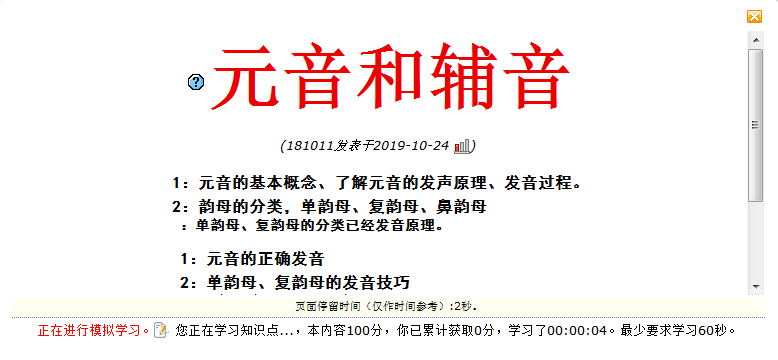 元音和辅音
(181011发表于2019-10-24 )
1：元音的基本概念、了解元音的发声原理、发音过程。
2：韵母的分类，单韵母、复韵母、鼻韵母
：单韵母、复韵母的分类已经发音原理。
1：元音的正确发音
2：单韵母、复韵母的发音技巧
页面停留时间（仅作时间参考）:2秒。
正在进行模拟学习。 您正在学习知识点...，本内容100分，你已累计获取0分，学习了00:00:04。最少要求学习60秒。